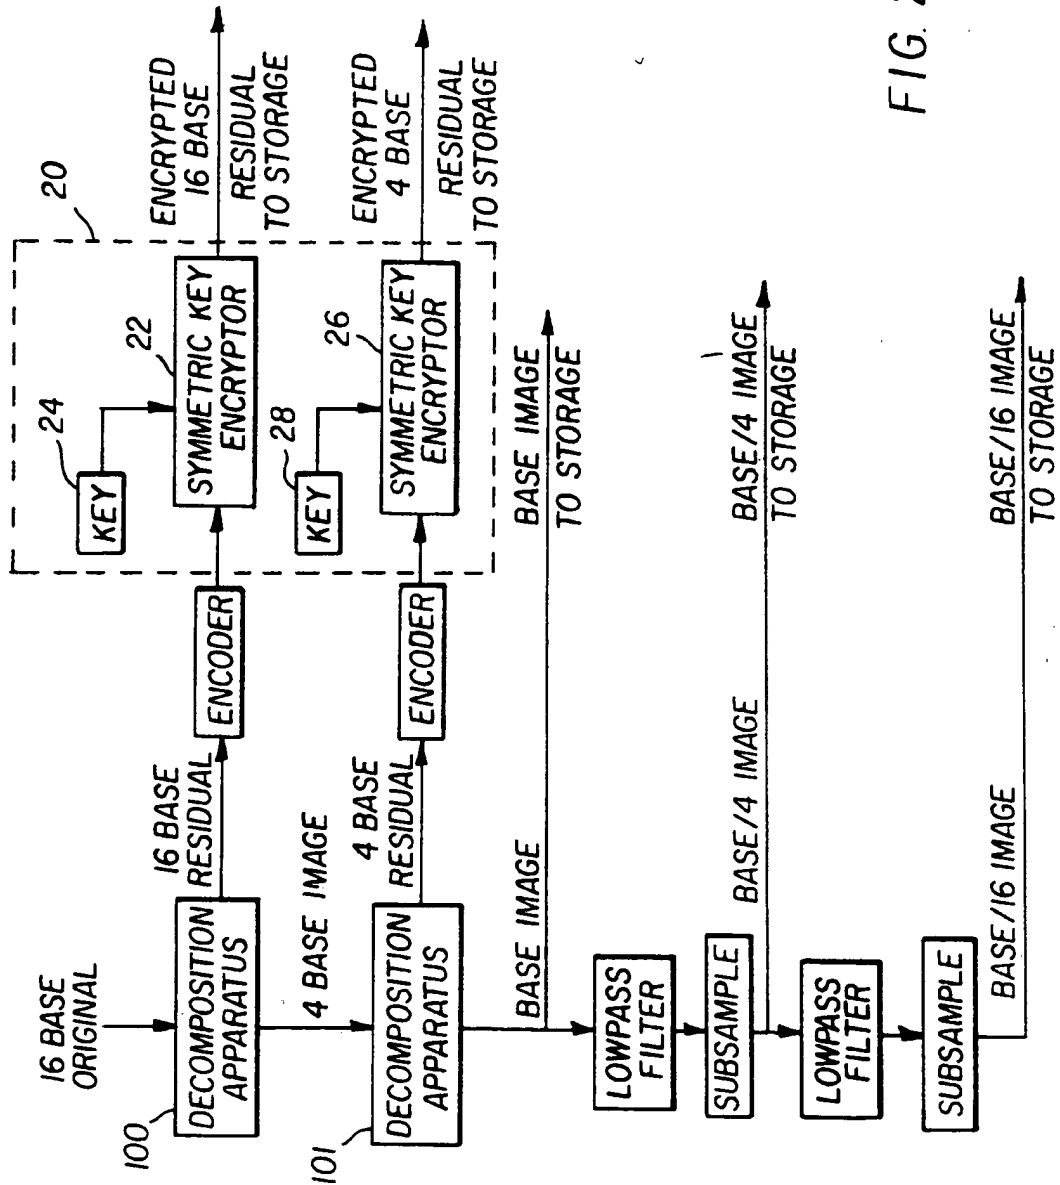 16 BASE
ORIGINAL
100
DECOMPOSITION
APPARATUS
16 BASE
RESIDUAL
ENCODER
20
24
KEY
22
SYMMETRIC KEY
ENCRYPTOR
ENCRYPTED
16 BASE
RESIDUAL
TO STORAGE
4 BASE IMAGE
101
DECOMPOSITION
APPARATUS
4 BASE
RESIDUAL
ENCODER
28
KEY
26
SYMMETRIC KEY
ENCRYPTOR
ENCRYPTED
4 BASE
RESIDUAL
TO STORAGE
BASE IMAGE
BASE IMAGE
TO STORAGE
LOWPASS
FILTER
SUBSAMPLE
BASE/4 IMAGE
BASE/4 IMAGE
TO STORAGE
LOWPASS
FILTER
SUBSAMPLE
BASE/16 IMAGE
BASE/16 IMAGE
TO STORAGE
FIG. 2